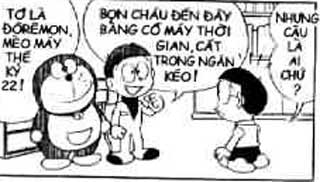 TỚ LÀ
ĐÔRÊMON,
MÈO MÁY
THẾ
KỶ
22!
BỌN CHÁU ĐẾN ĐÂY
BẰNG CỖ MÁY THỜI
GIAN, CẤT
TRONG NGĂN
KÉO!
NHƯNG
CẬU
LÀ
AI
CHỨ
?